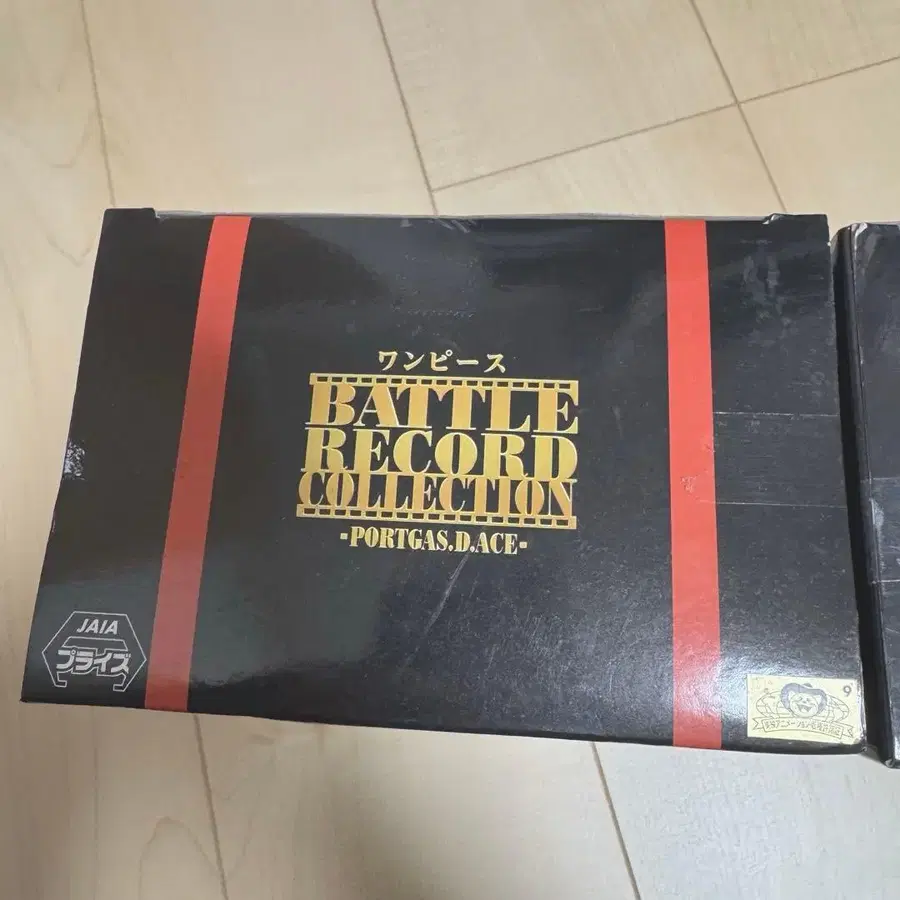 ワンピース
BATTLE
RECORD
COLLECTION
-PORTGAS.D.ACE-
JAIA
プライズ
9